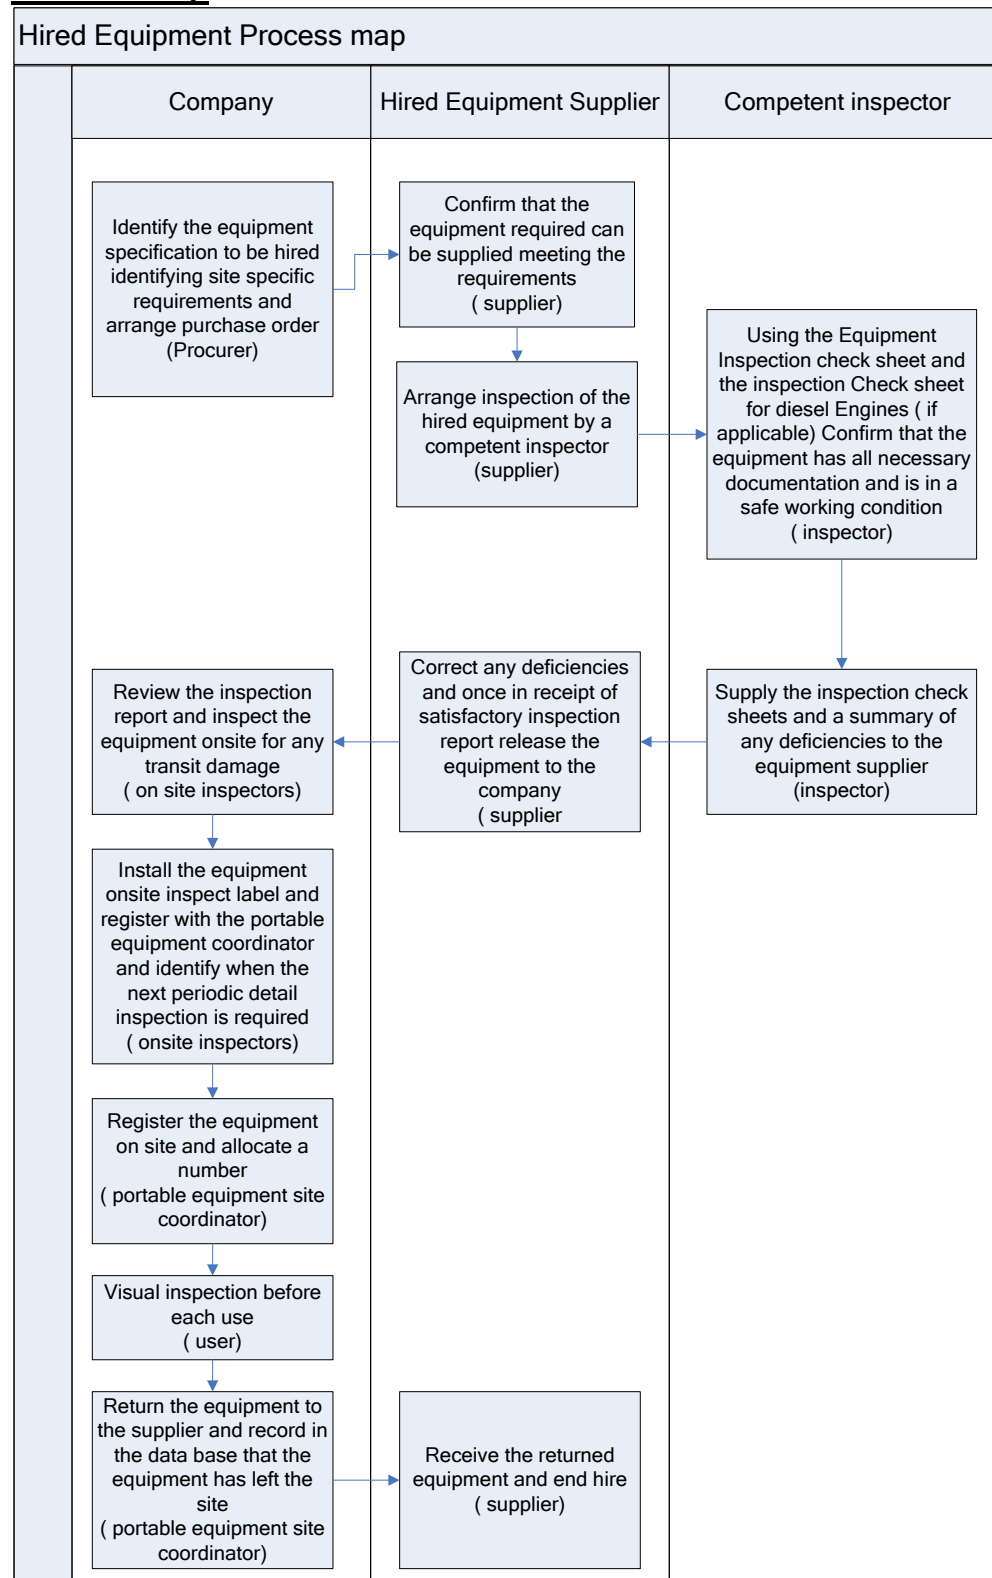 Hired Equipment Process map
Company
Hired Equipment Supplier
Competent inspector
Identify the equipment
specification to be hired
identifying site specific
requirements and
arrange purchase order
(Procurer)
Confirm that the
equipment required can
be supplied meeting the
requirements
( supplier)
Arrange inspection of the
hired equipment by a
competent inspector
(supplier)
Using the Equipment
Inspection check sheet and
the inspection Check sheet
for diesel Engines ( if
applicable) Confirm that the
equipment has all necessary
documentation and is in a
safe working condition
( inspector)
Supply the inspection check
sheets and a summary of
any deficiencies to the
equipment supplier
(inspector)
Correct any deficiencies
and once in receipt of
satisfactory inspection
report release the
equipment to the
company
( supplier
Review the inspection
report and inspect the
equipment onsite for any
transit damage
( on site inspectors)
Install the equipment
onsite inspect label and
register with the portable
equipment coordinator
and identify when the
next periodic detail
inspection is required
( onsite inspectors)
Register the equipment
on site and allocate a
number
( portable equipment site
coordinator)
Visual inspection before
each use
( user)
Return the equipment to
the supplier and record in
the data base that the
equipment has left the
site
( portable equipment site
coordinator)
Receive the returned
equipment and end hire
( supplier)